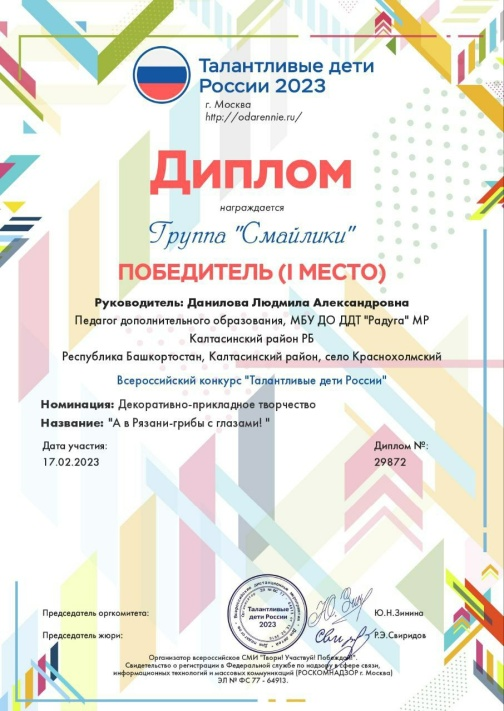 Талантливые дети
России 2023
г. Москва
http://odarennie.ru/
Диплом
награждается
Группа "Смайлики"
ПОБЕДИТЕЛЬ (I МЕСТО)
Руководитель: Данилова Людмила Александровна
Педагог дополнительного образования, МБУ ДО ДДТ "Радуга" МР
Калтасинский район РБ
Республика Башкортостан, Калтасинский район, село Краснохолмский
Всероссийский конкурс "Талантливые дети России"
Номинация: Декоративно-прикладное творчество
Название: "А в Рязани-грибы с глазами! "
Дата участия:
17.02.2023
Диплом №:
29872
Талантливые
дети России
2023
Председатель оргкомитета:
Ю.Н.Зинина
Председатель жюри:
Р.Э.Свиридов
Организатор всероссийское СМИ "Твори! Участвуй! Побеждай!".
Свидетельство о регистрации в Федеральной службе по надзору в сфере связи,
информационных технологий и массовых коммуникаций (РОСКОМНАДЗОР г. Москва)
ЭЛ № ФС 77 - 64913.